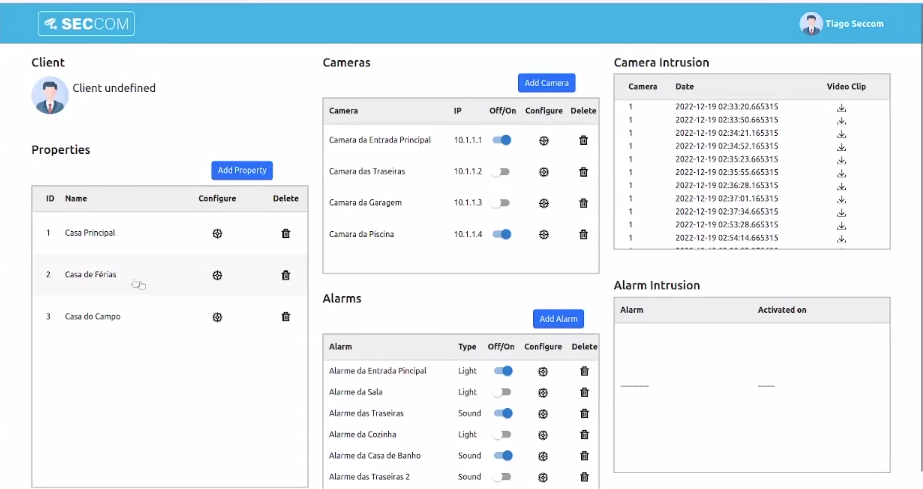 SECCOM
Tiago Seccom
Client
Client undefined
Properties
Add Property
ID Name Configure Delete
1 Casa Principal
2 Casa de Férias
3 Casa do Campo
Cameras
Add Camera
Camera IP Off/On Configure Delete
Camara da Entrada Principal 10.1.1.1
Camara das Traseiras 10.1.1.2
Camara da Garagem 10.1.1.3
Camara da Piscina 10.1.1.4
Alarms
Add Alarm
Alarm Type Off/On Configure Delete
Alarme da Entrada Pincipal Light
Alarme da Sala Light
Alarme das Traseiras Sound
Alarme da Cozinha Light
Alarme da Casa de Banho Sound
Alarme das Traseiras 2 Sound
Camera Intrusion
Camera Date Video Clip
1 2022-12-19 02:33:20.665315
1 2022-12-19 02:33:50.665315
1 2022-12-19 02:34:21.165315
1 2022-12-19 02:34:52.165315
1 2022-12-19 02:35:23.665315
1 2022-12-19 02:35:55.665315
1 2022-12-19 02:36:28.165315
1 2022-12-19 02:37:01.165315
1 2022-12-19 02:37:34.665315
1 2022-12-19 02:53:28.665315
1 2022-12-19 02:54:14.665315
Alarm Intrusion
Alarm Activated on